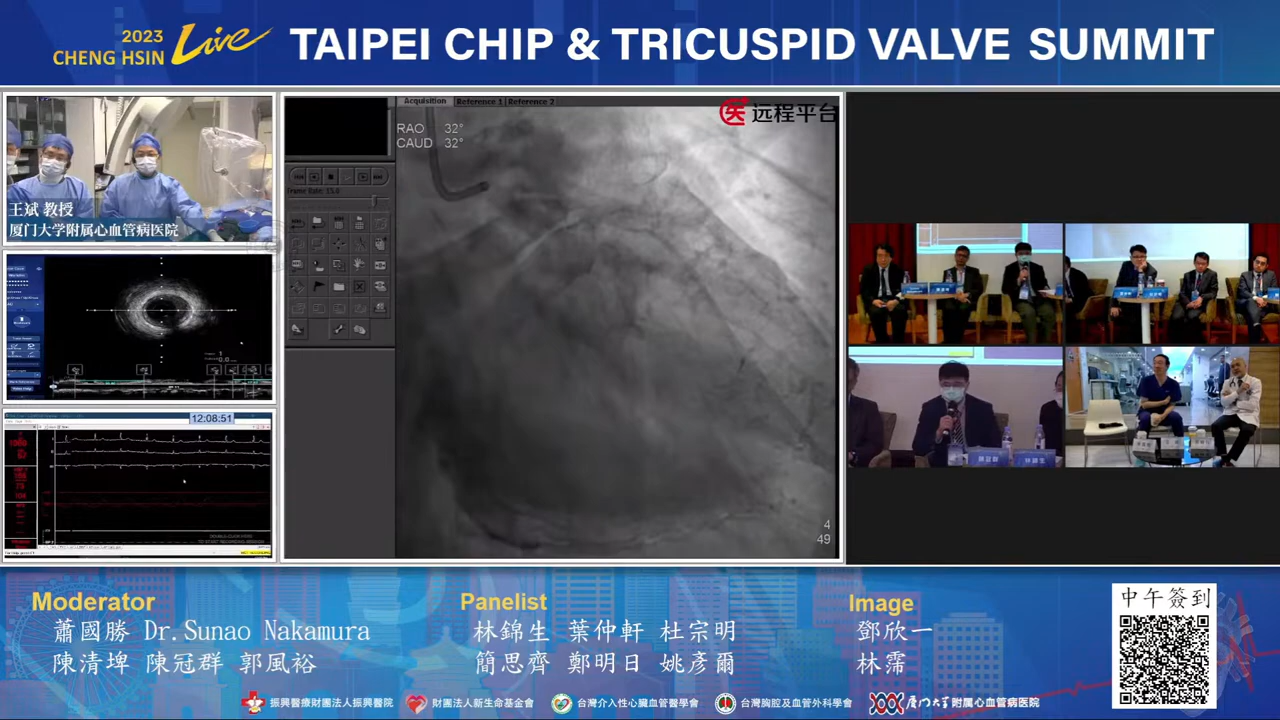 2023
CHENG HSIN Live
TAIPEI CHIP & TRICUSPID VALVE SUMMIT
王斌 教授
厦门大学附属心血管病医院
12:08:51
Acquisition Reference 1 Reference 2
RAO 32°
CAUD 32°
医 远程平台
4
49
Moderator
蕭國勝 Dr.Sunao Nakamura
陳清埤 陳冠群 郭風裕
Panelist
林錦生 葉仲軒 杜宗明
簡思齊 鄭明日 姚彥爾
Image
鄧欣一
林霈
中午簽到
振興醫療財團法人振興醫院
財團法人新生命基金會
台灣介入性心臟血管醫學會
台灣胸腔及血管外科學會
厦门大学附属心血管病医院